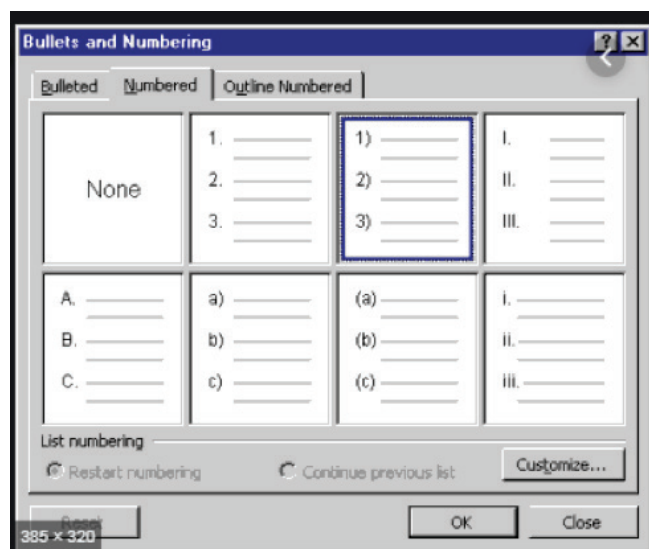 Bullets and Numbering
Bulleted Numbered Outline Numbered
None
1.
2.
3.
1)
2)
3)
I.
II.
III.
A.
B.
C.
a)
b)
c)
(a)
(b)
(c)
i.
ii.
iii.
List numbering
Restart numbering Continue previous list Customize...
Reset OK Close
385 × 320